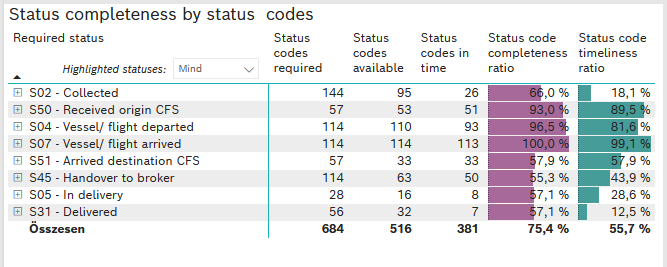 Status completeness by status codes
Required status Status codes required Status codes available Status codes in time Status code completeness ratio Status code timeliness ratio
Highlighted statuses: Mind
S02 - Collected 144 95 26 66,0 % 18,1 %
S50 - Received origin CFS 57 53 51 93,0 % 89,5 %
S04 - Vessel/ flight departed 114 110 93 96,5 % 81,6 %
S07 - Vessel/ flight arrived 114 114 113 100,0 % 99,1 %
S51 - Arrived destination CFS 57 33 33 57,9 % 57,9 %
S45 - Handover to broker 114 63 50 55,3 % 43,9 %
S05 - In delivery 28 16 8 57,1 % 28,6 %
S31 - Delivered 56 32 7 57,1 % 12,5 %
Összesen 684 516 381 75,4 % 55,7 %